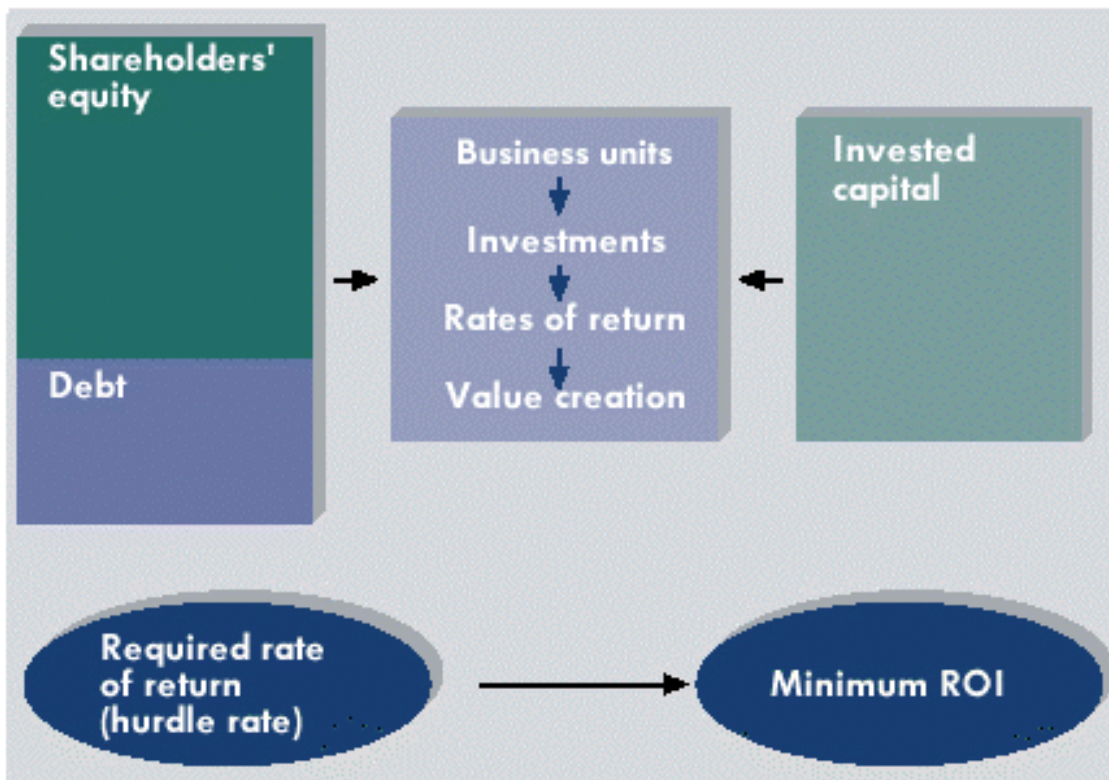 Shareholders'
equity
Debt
Business units
Investments
Rates of return
Value creation
Invested
capital
Required rate
of return
(hurdle rate)
Minimum ROI